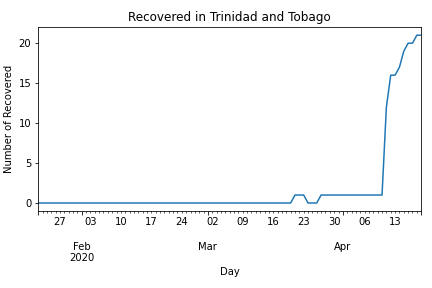 Recovered in Trinidad and Tobago
20
15
10
5
0
Number of Recovered
27 03 10 17 24 02 09 16 23 30 06 13
Feb Mar Apr
2020
Day